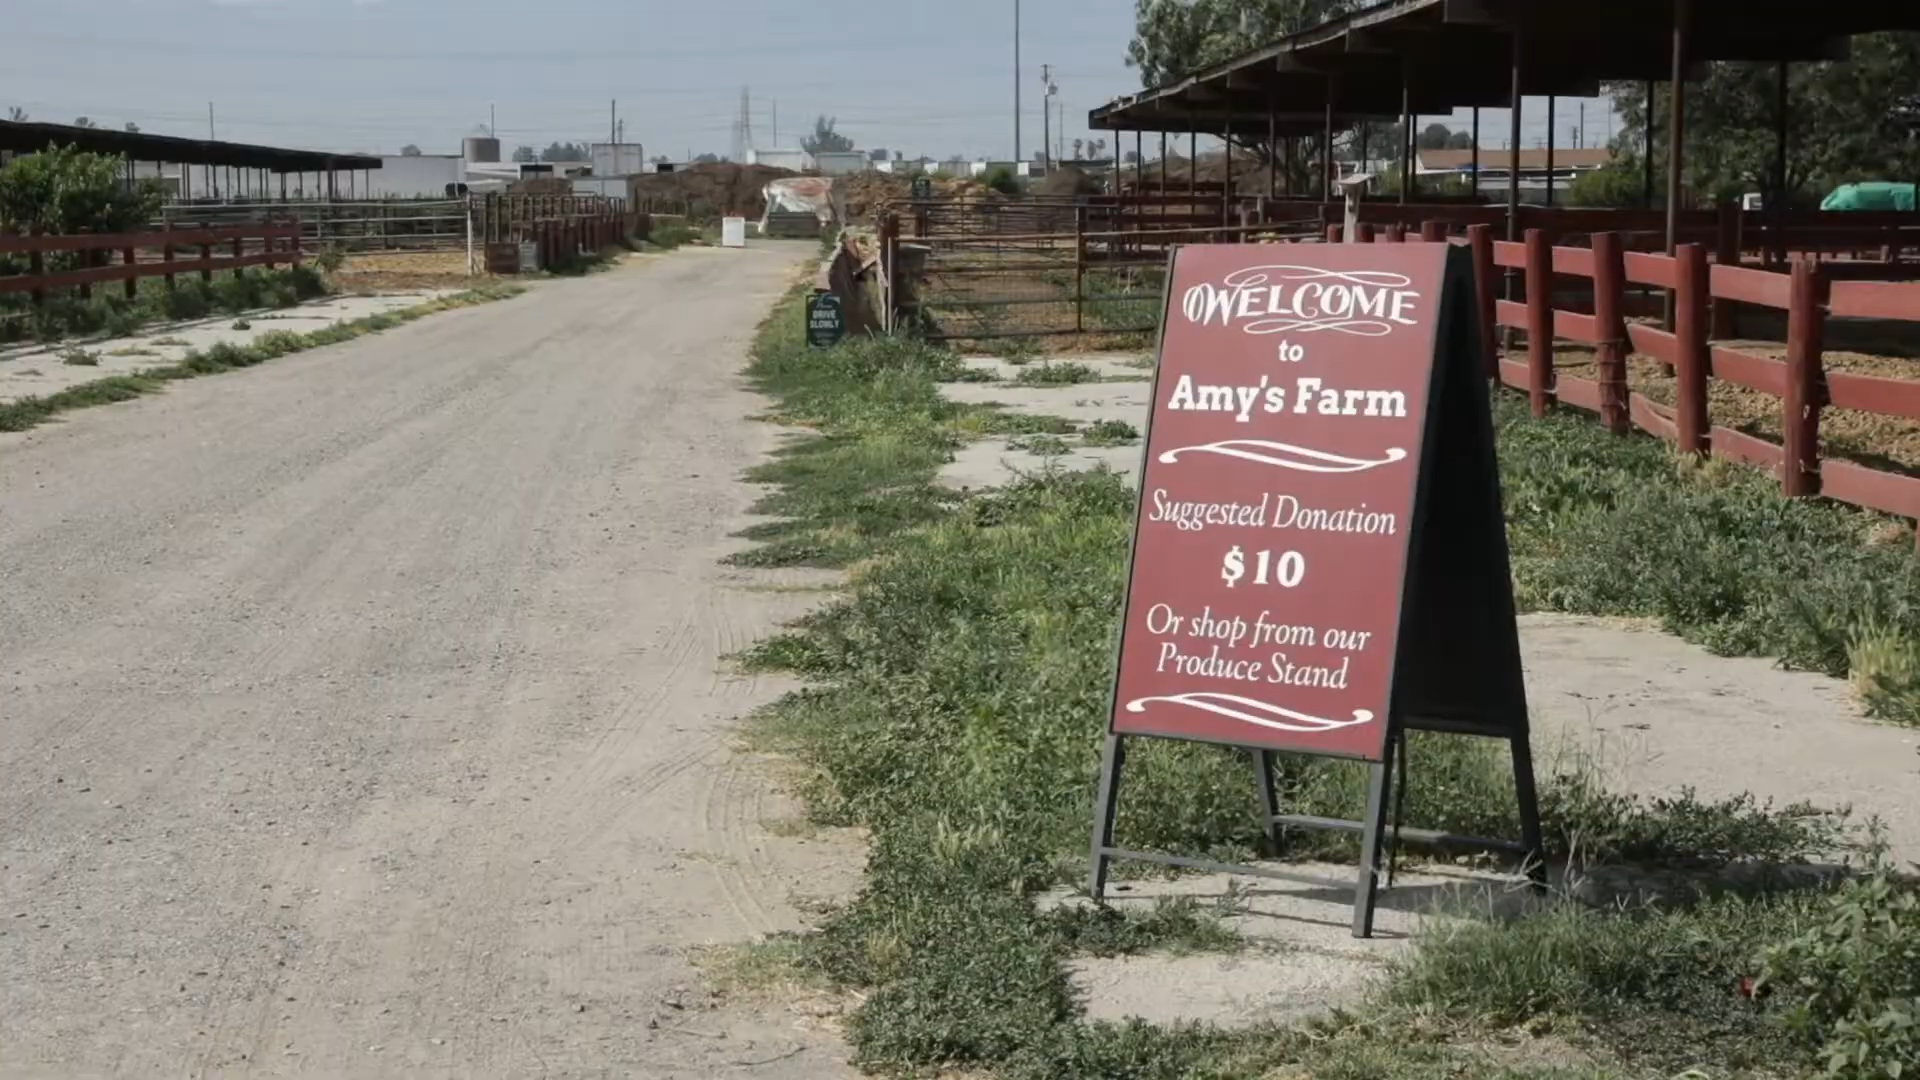 WELCOME
to
Amy's Farm
Suggested Donation
$10
Or shop from our
Produce Stand
DRIVE
SLOWLY